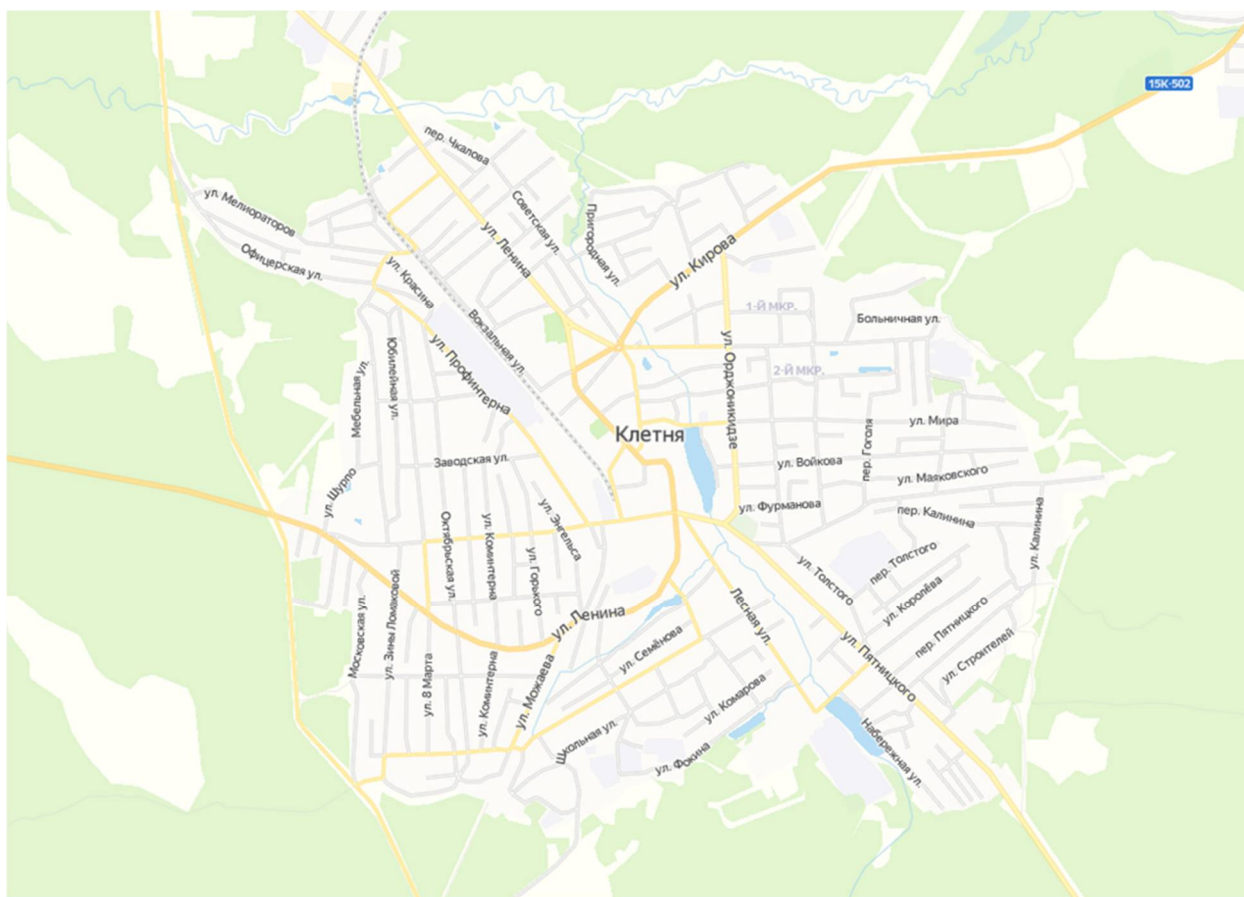 15К-502
пер. Чкалова
ул. Мелиораторов
Советская ул.
Пригородная ул.
ул. Ленина
ул. Кирова
Офицерская ул.
ул. Красина
1-Й МКР.
Больничная ул.
Вокзальная ул.
ул. Профинтерна
ул. Орджоникидзе
2-Й МКР.
Юбилейная ул.
Мебельная ул.
Клетня
ул. Мира
пер. Гоголя
Заводская ул.
ул. Войкова
ул. Маяковского
ул. Шурпо
ул. Фурманова
пер. Калинина
ул. Калинина
Октябрьская ул.
ул. Коминтерна
ул. Энгельса
ул. Горького
ул. Толстого
пер. Толстого
ул. Королёва
Московская ул.
ул. Зины Ломаковой
ул. Ленина
Лесная ул.
ул. Семёнова
ул. Пятницкого
пер. Пятницкого
ул. Строителей
ул. 8 Марта
ул. Коминтерна
ул. Можаева
ул. Комарова
Школьная ул.
ул. Фокина
Набережная ул.